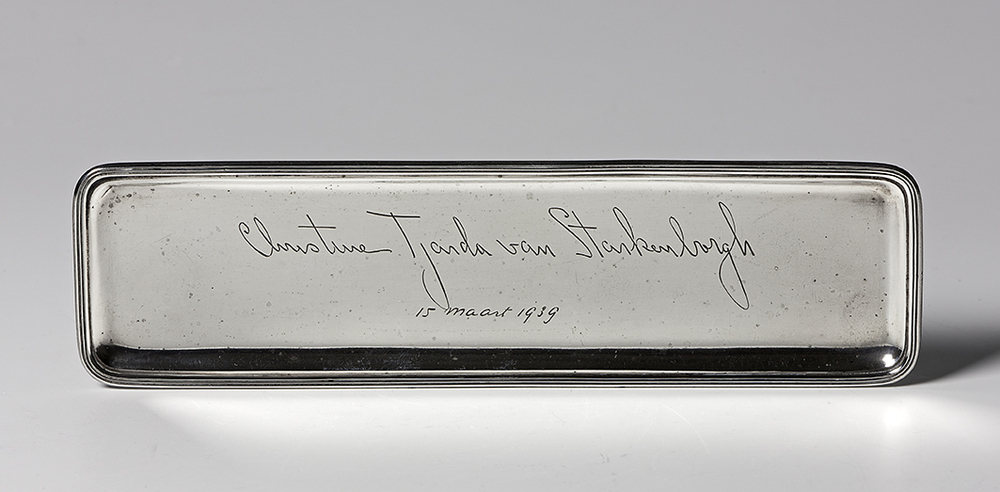 Christine Tjarda van Starkenborgh
15 maart 1939